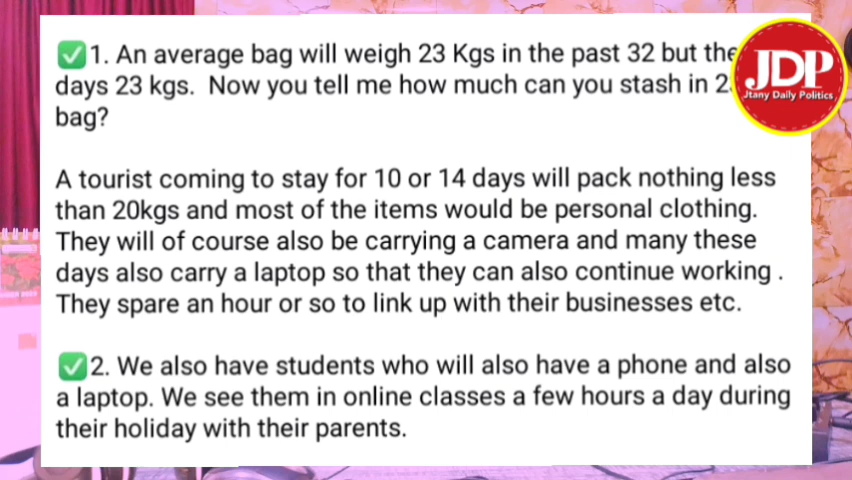 ✅1. An average bag will weigh 23 Kgs in the past 32 but the
days 23 kgs. Now you tell me how much can you stash in
bag?
A tourist coming to stay for 10 or 14 days will pack nothing less
than 20kgs and most of the items would be personal clothing.
They will of course also be carrying a camera and many these
days also carry a laptop so that they can also continue working .
They spare an hour or so to link up with their businesses etc.
✅2. We also have students who will also have a phone and also
a laptop. We see them in online classes a few hours a day during
their holiday with their parents.
JDP
Jtany Daily Politics